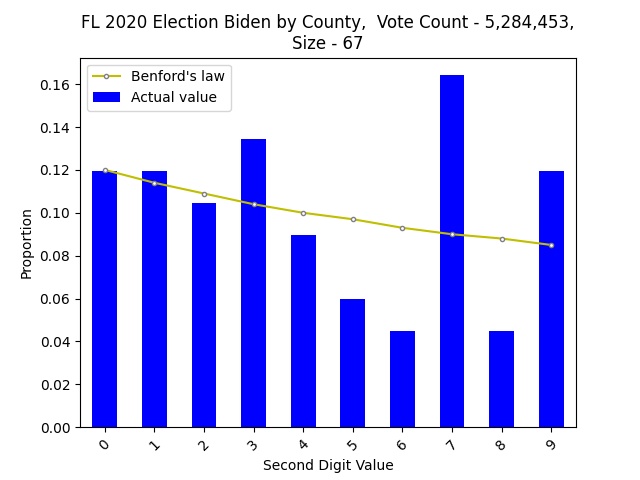 FL 2020 Election Biden by County,  Vote Count - 5,284,453,
Size - 67
Benford's law
Actual value
0.16
0.14
0.12
0.10
0.08
0.06
0.04
0.02
0.00
Proportion
0 1 2 3 4 5 6 7 8 9
Second Digit Value